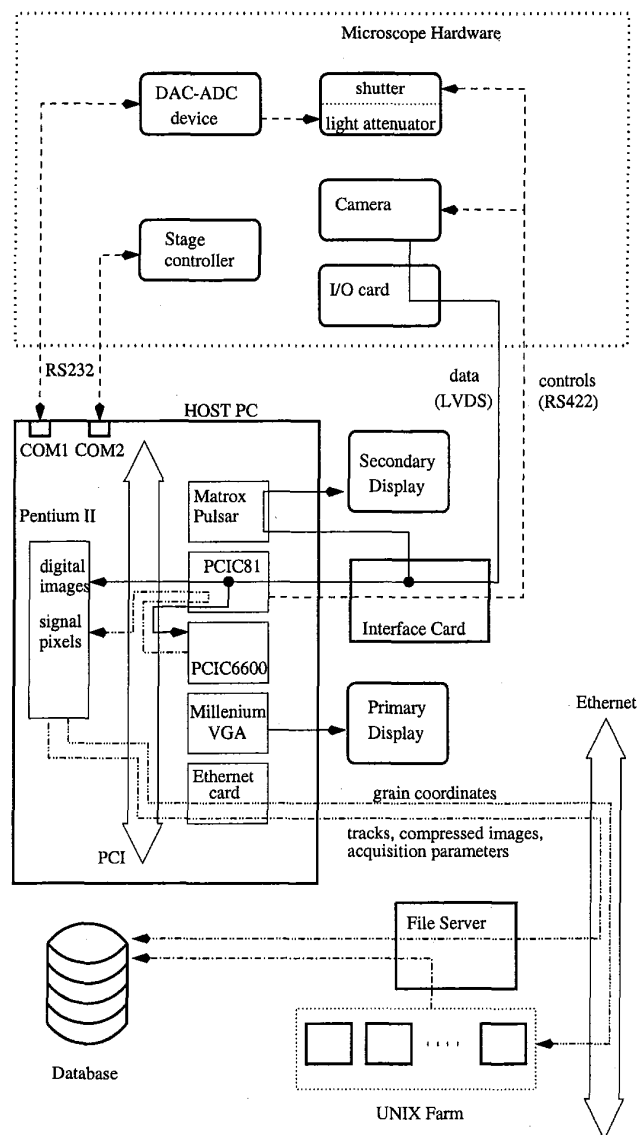 Microscope Hardware
DAC-ADC
device
shutter
light attenuator
Camera
Stage
controller
I/O card
RS232
data
(LVDS)
controls
(RS422)
HOST PC
COM1 COM2
Secondary
Display
Matrox
Pulsar
Pentium II
PCIC81
digital
images
signal
pixels
Interface Card
PCIC6600
Millenium
VGA
Primary
Display
Ethernet
Ethernet
card
grain coordinates
tracks, compressed images,
acquisition parameters
PCI
File Server
Database
UNIX Farm